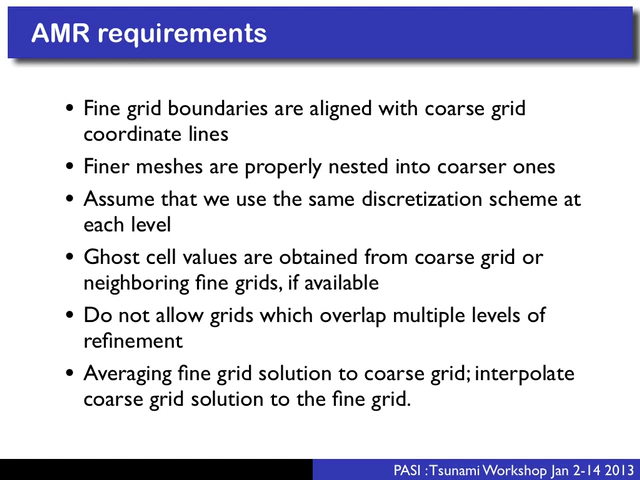 AMR requirements
• Fine grid boundaries are aligned with coarse grid
coordinate lines
• Finer meshes are properly nested into coarser ones
• Assume that we use the same discretization scheme at
each level
• Ghost cell values are obtained from coarse grid or
neighboring fine grids, if available
• Do not allow grids which overlap multiple levels of
refinement
• Averaging fine grid solution to coarse grid; interpolate
coarse grid solution to the fine grid.
PASI : Tsunami Workshop Jan 2-14 2013